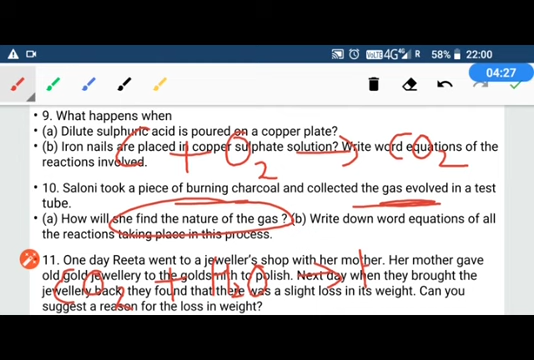 VoLTE 4G 4G R 58% 22:00
04:27
9. What happens when
• (a) Dilute sulphuric acid is poured on a copper plate?
• (b) Iron nails are placed in copper sulphate solution? Write word equations of the
reactions involved.
C + O2 → CO2
10. Saloni took a piece of burning charcoal and collected the gas evolved in a test
tube.
• (a) How will she find the nature of the gas ? (b) Write down word equations of all
the reactions taking place in this process.
11. One day Reeta went to a jeweller's shop with her mother. Her mother gave
old gold jewellery to the goldsmith to polish. Next day when they brought the
jewellery back they found that there was a slight loss in its weight. Can you
suggest a reason for the loss in weight?
CO2 + H2O →